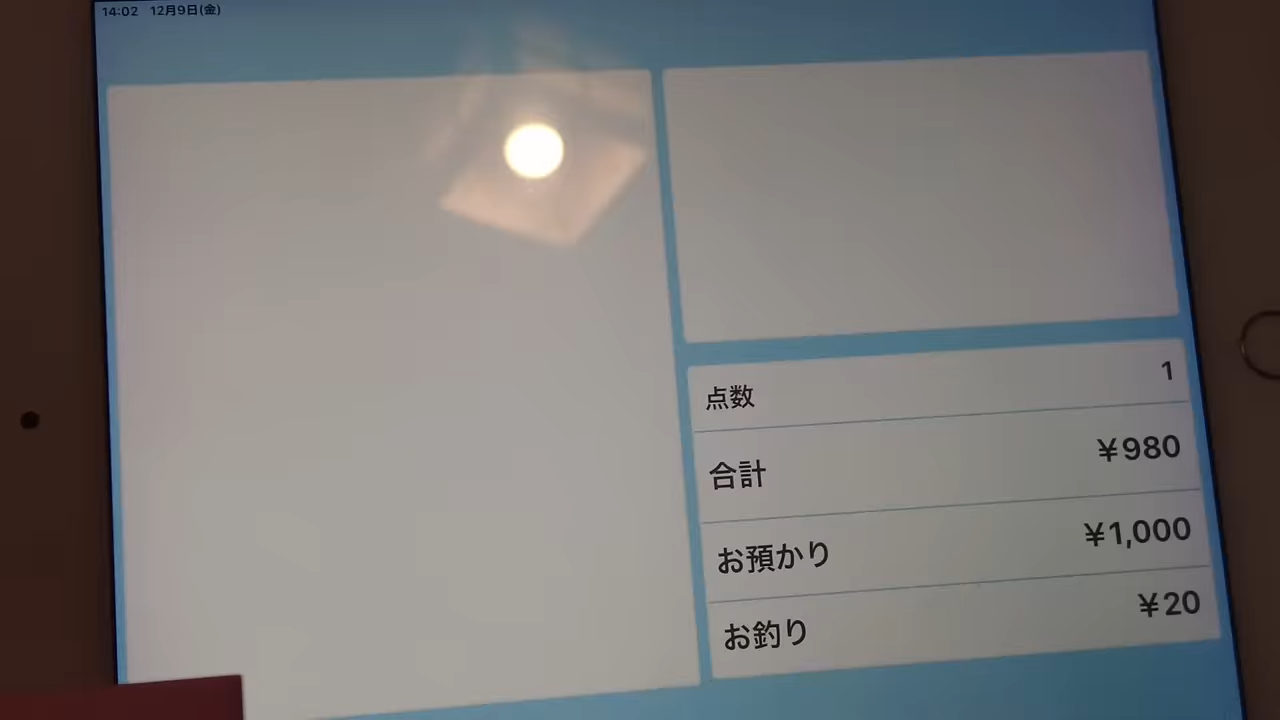 14:02 12月9日(金)
点数 1
合計 ¥980
お預かり ¥1,000
お釣り ¥20